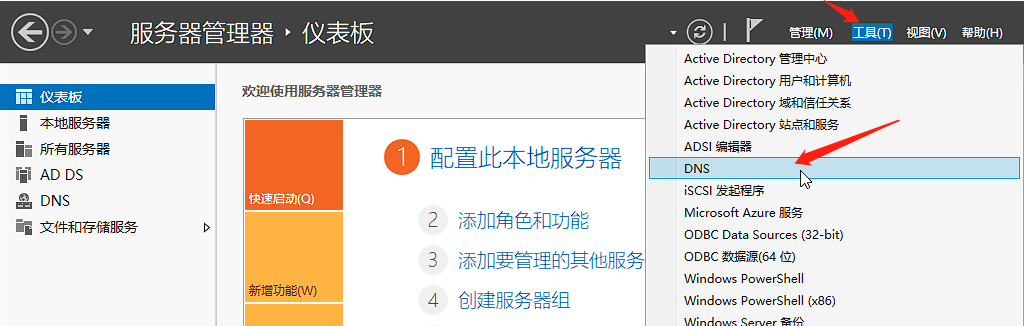 服务器管理器 · 仪表板
管理(M) 工具(T) 视图(V) 帮助(H)
仪表板
本地服务器
所有服务器
AD DS
DNS
文件和存储服务
欢迎使用服务器管理器
快速启动(Q)
新增功能(W)
1 配置此本地服务器
2 添加角色和功能
3 添加要管理的其他服务
4 创建服务器组
Active Directory 管理中心
Active Directory 用户和计算机
Active Directory 域和信任关系
Active Directory 站点和服务
ADSI 编辑器
DNS
iSCSI 发起程序
Microsoft Azure 服务
ODBC Data Sources (32-bit)
ODBC 数据源(64 位)
Windows PowerShell
Windows PowerShell (x86)
Windows Server 备份